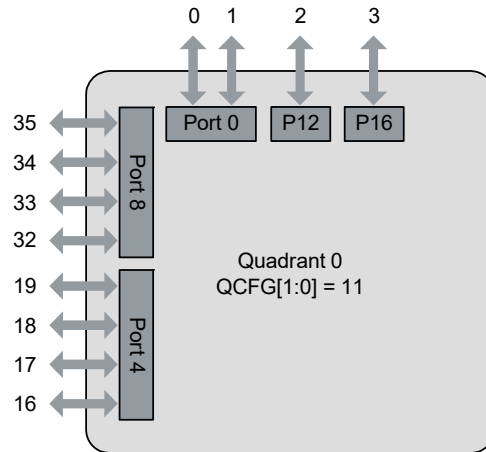 0 1 2 3
Port 0 P12 P16
35
34
33
32
Port 8
19
18
17
16
Port 4
Quadrant 0
QCFG[1:0] = 11